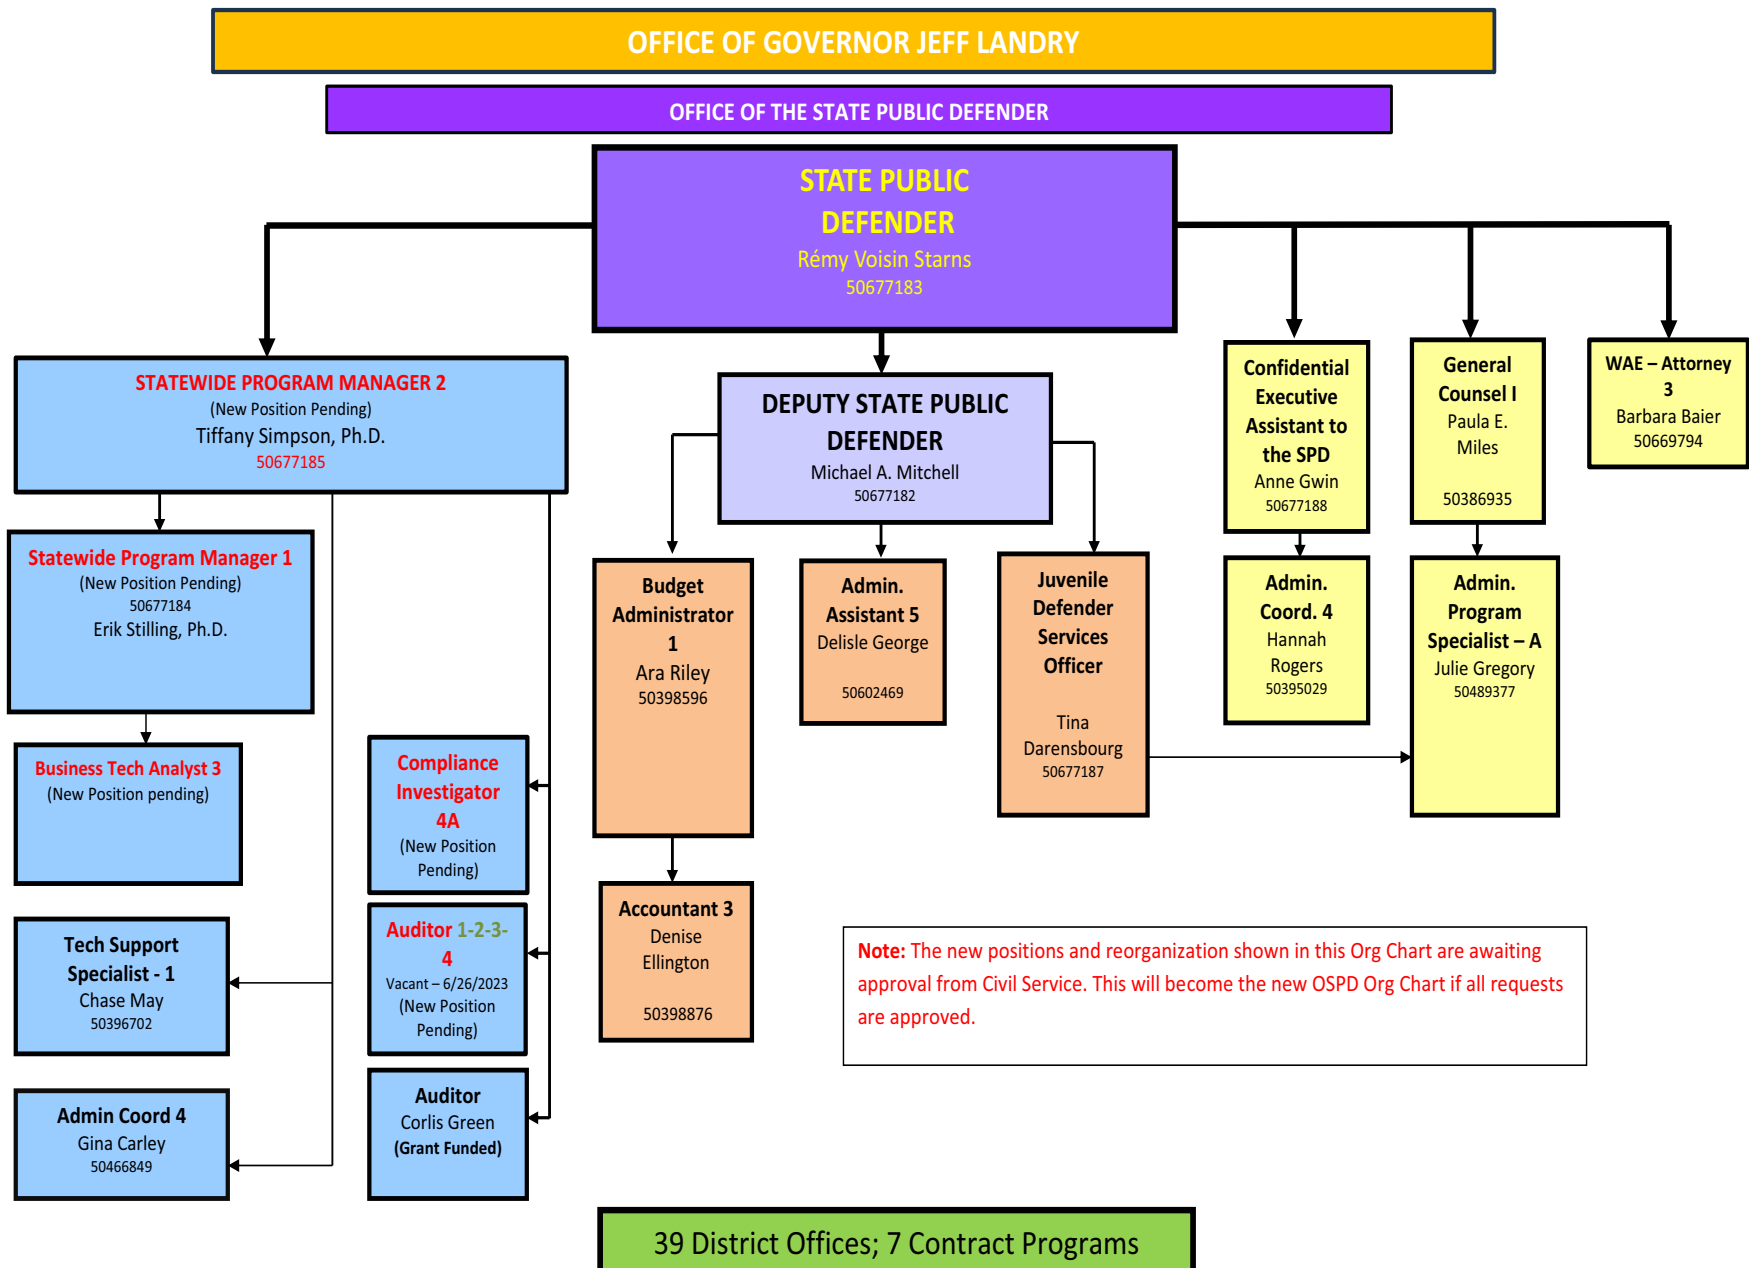 OFFICE OF GOVERNOR JEFF LANDRY
OFFICE OF THE STATE PUBLIC DEFENDER
STATE PUBLIC
DEFENDER
Rémy Voisin Starns
50677183
STATEWIDE PROGRAM MANAGER 2
(New Position Pending)
Tiffany Simpson, Ph.D.
50677185
DEPUTY STATE PUBLIC
DEFENDER
Michael A. Mitchell
50677182
Confidential
Executive
Assistant to
the SPD
Anne Gwin
50677188
General
Counsel I
Paula E.
Miles
50386935
WAE – Attorney
3
Barbara Baier
50669794
Statewide Program Manager 1
(New Position Pending)
50677184
Erik Stilling, Ph.D.
Budget
Administrator
1
Ara Riley
50398596
Admin.
Assistant 5
Delisle George
50602469
Juvenile
Defender
Services
Officer
Tina
Darensbourg
50677187
Admin.
Coord. 4
Hannah
Rogers
50395029
Admin.
Program
Specialist – A
Julie Gregory
50489377
Business Tech Analyst 3
(New Position pending)
Compliance
Investigator
4A
(New Position
Pending)
Tech Support
Specialist - 1
Chase May
50396702
Auditor 1-2-3-
4
Vacant – 6/26/2023
(New Position
Pending)
Accountant 3
Denise
Ellington
50398876
Note: The new positions and reorganization shown in this Org Chart are awaiting
approval from Civil Service. This will become the new OSPD Org Chart if all requests
are approved.
Admin Coord 4
Gina Carley
50466849
Auditor
Corlis Green
(Grant Funded)
39 District Offices; 7 Contract Programs